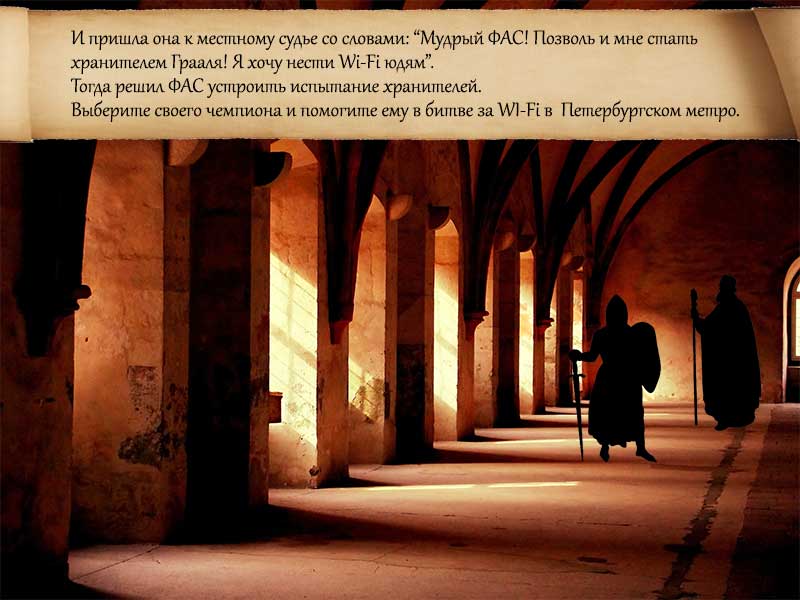 И пришла она к местному судье со словами: “Мудрый ФАС! Позволь и мне стать
хранителем Грааля! Я хочу нести Wi-Fi юдям”.
Тогда решил ФАС устроить испытание хранителей.
Выберите своего чемпиона и помогите ему в битве за WI-Fi в Петербургском метро.